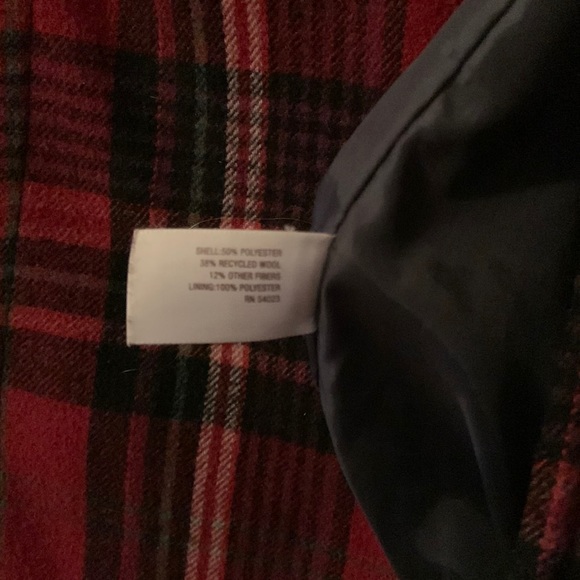 SHELL:50% POLYESTER
38% RECYCLED WOOL
12% OTHER FIBERS
LINING:100% POLYESTER
RN 54023